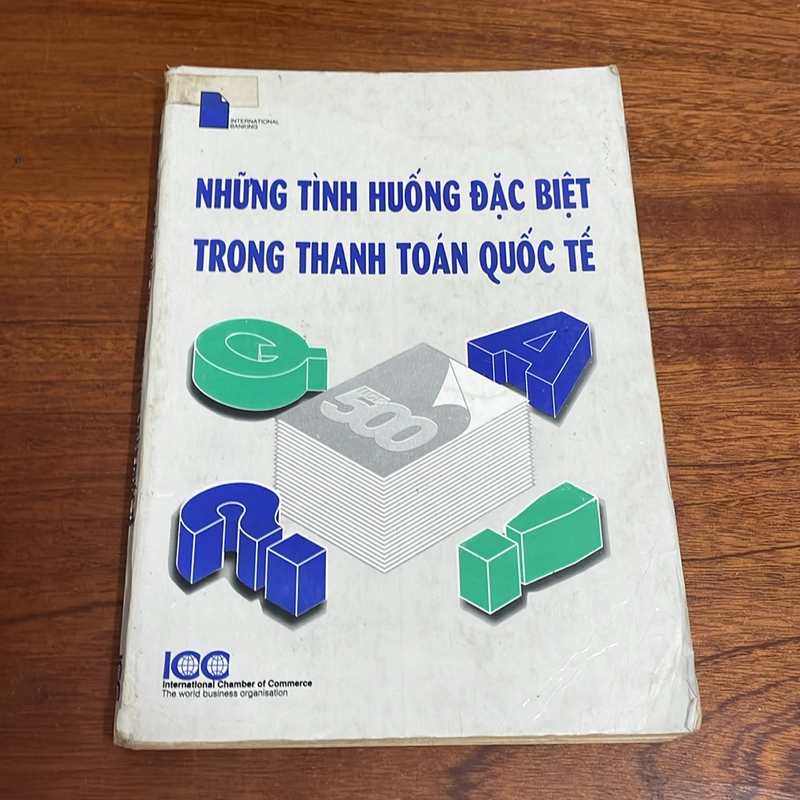 INTERNATIONAL
BANKING
NHỮNG TÌNH HUỐNG ĐẶC BIỆT
TRONG THANH TOÁN QUỐC TẾ
Q
A
500
?
!
ICC
International Chamber of Commerce
The world business organisation